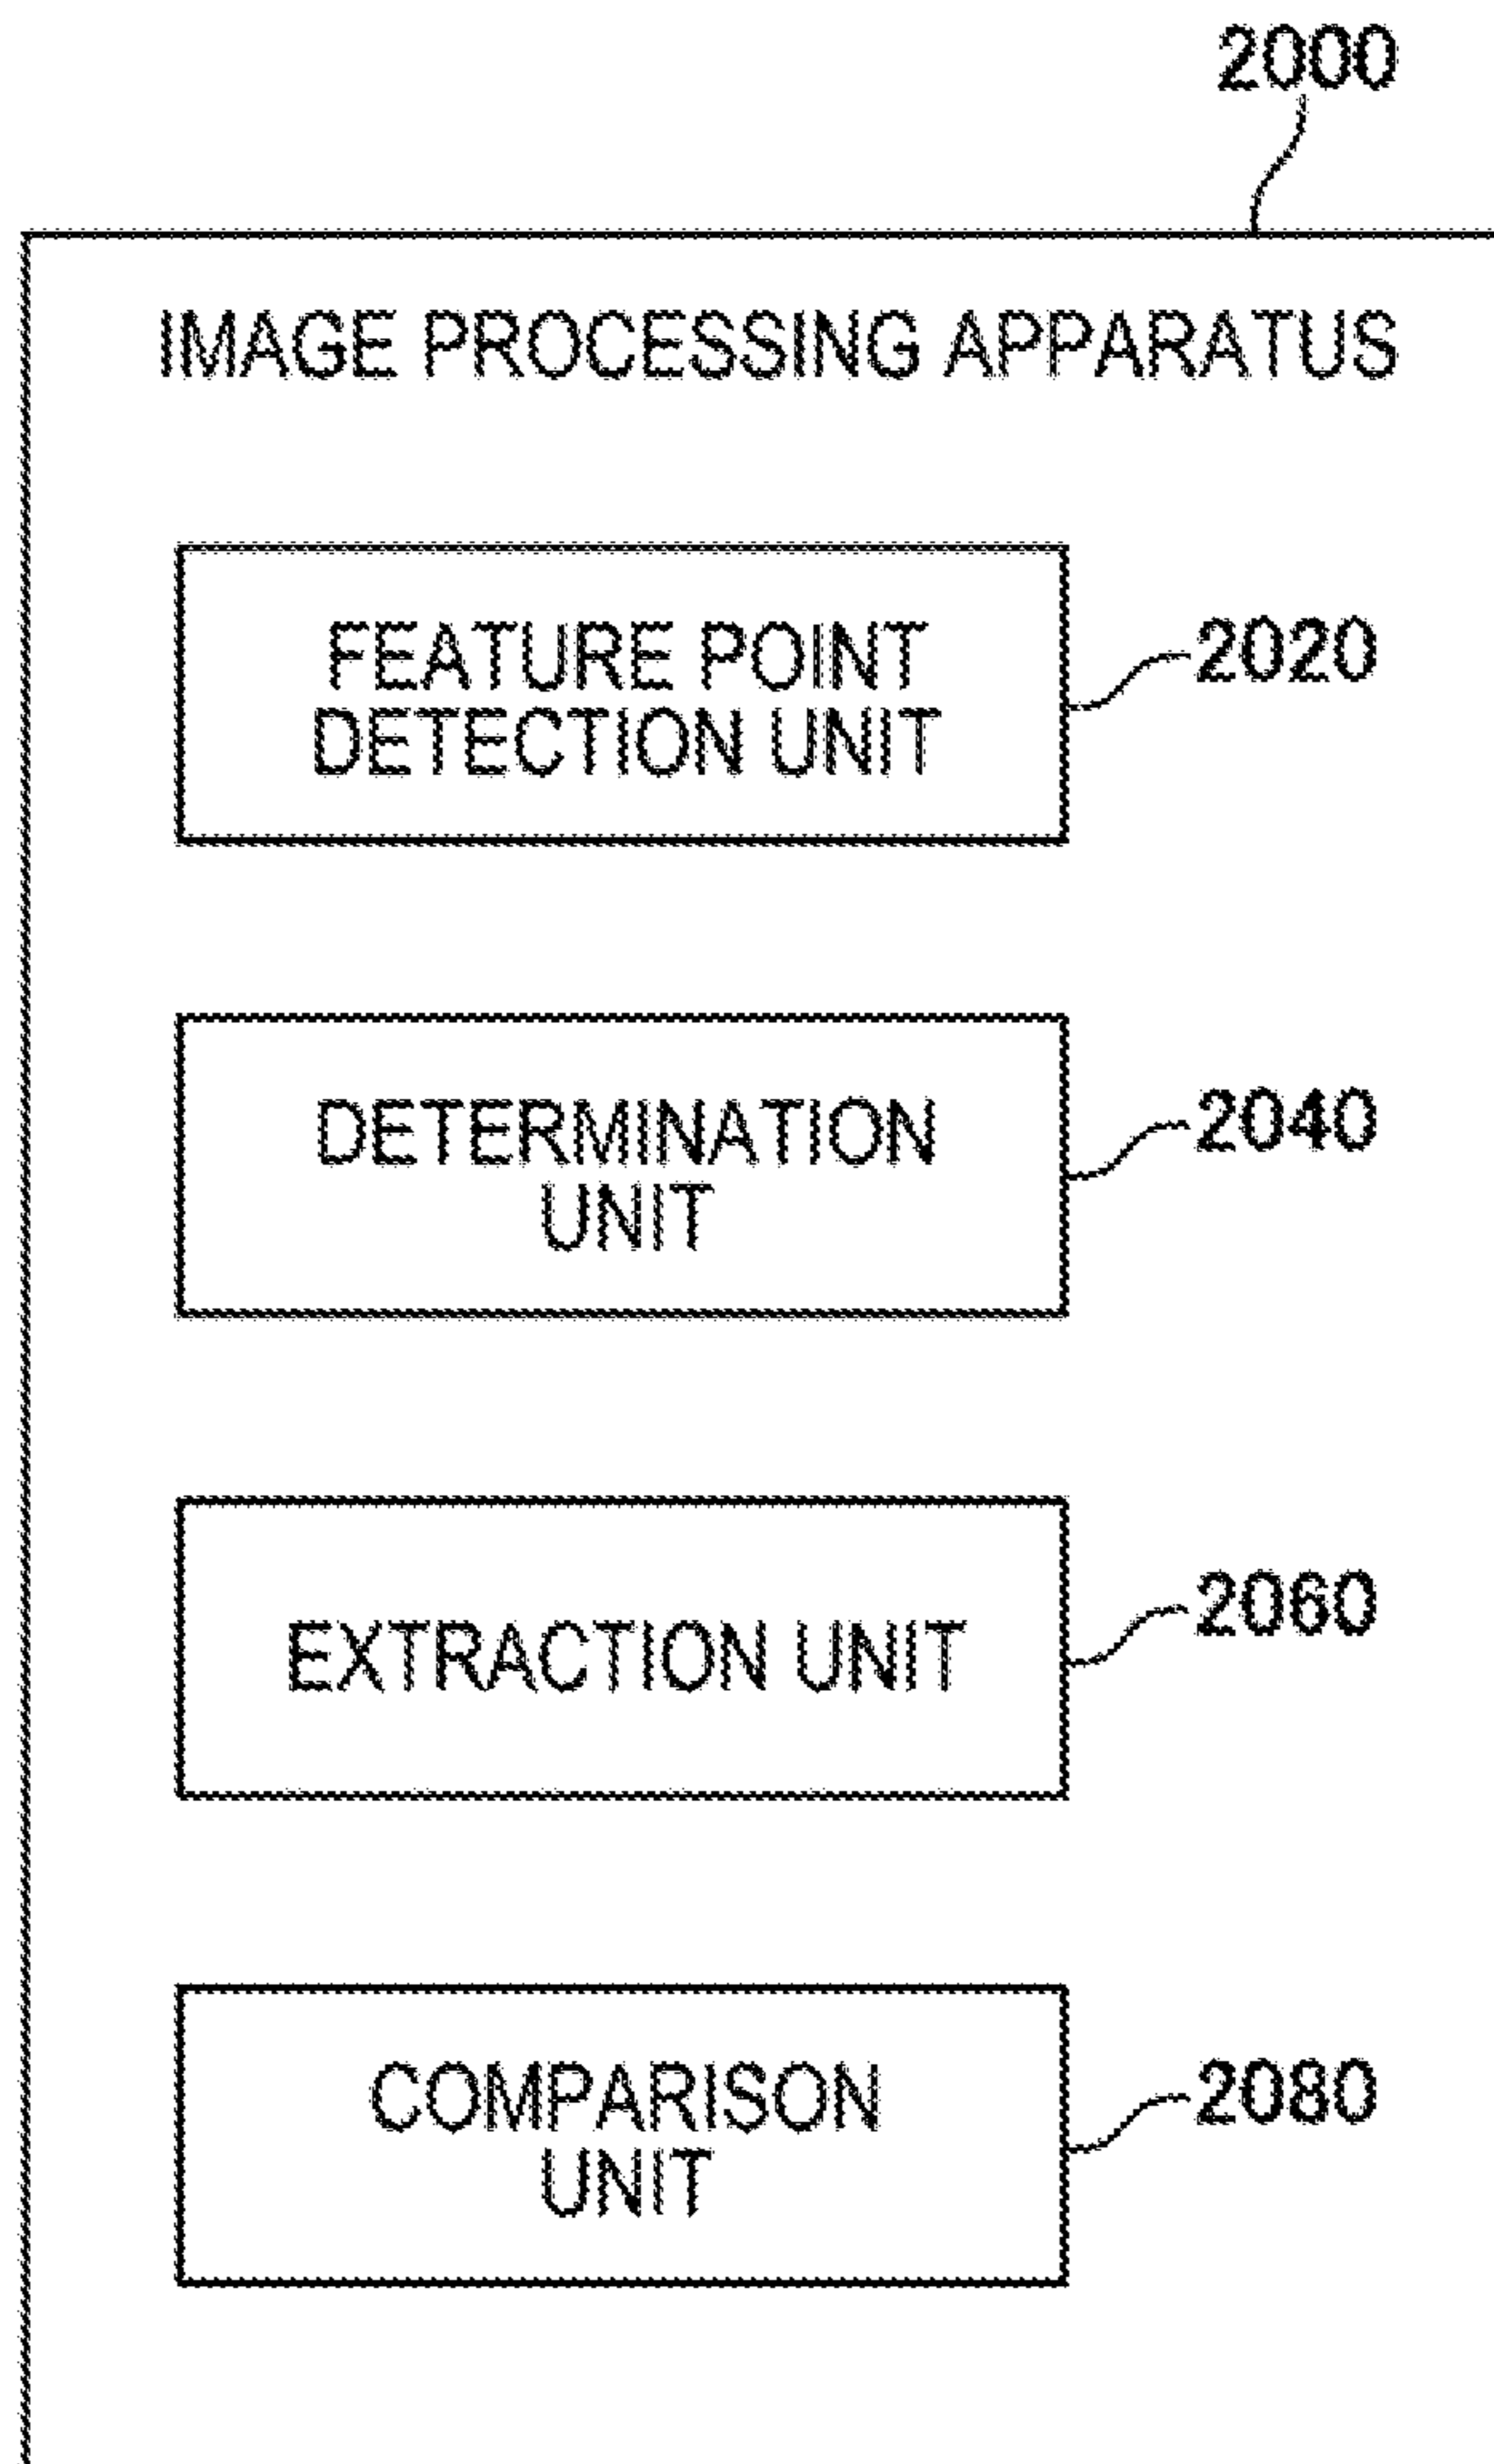 2000
IMAGE PROCESSING APPARATUS
FEATURE POINT
DETECTION UNIT
2020
DETERMINATION
UNIT
2040
EXTRACTION UNIT
2060
COMPARISON
UNIT
2080